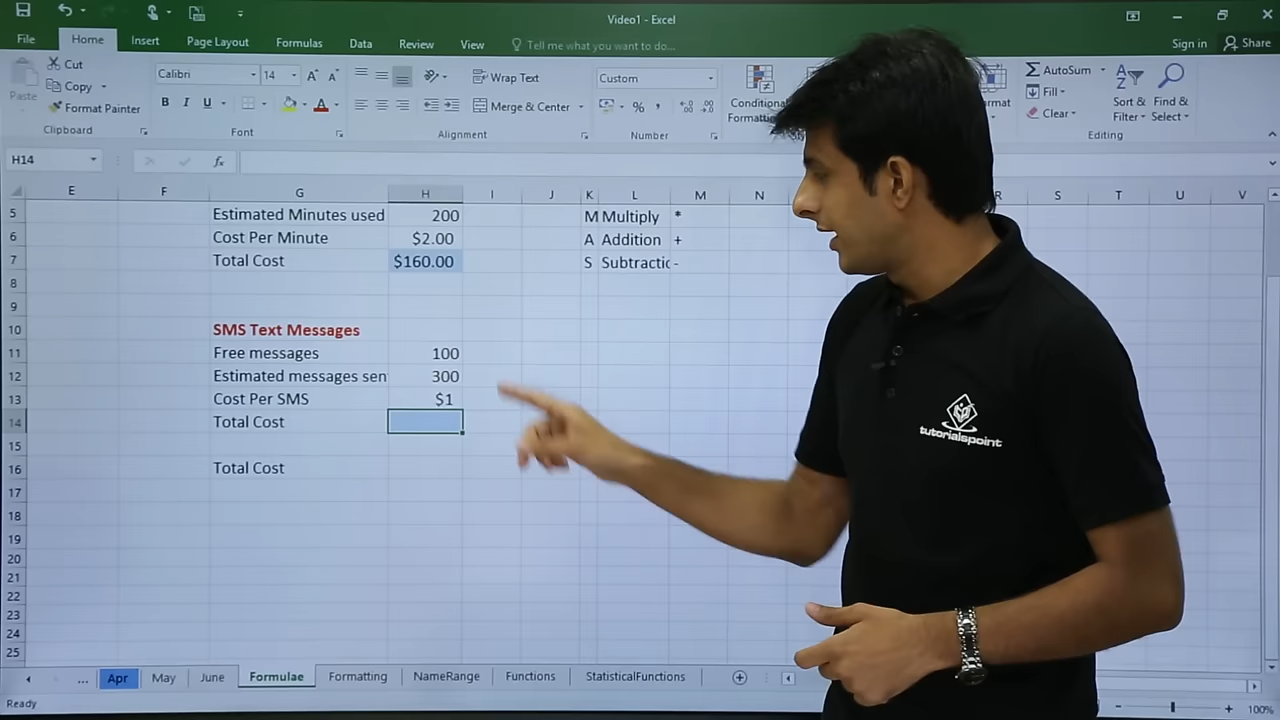 Video1 - Excel
Sign in Share
File Home Insert Page Layout Formulas Data Review View Tell me what you want to do...
Paste Cut Copy Format Painter Clipboard
Calibri 14 B I U A Font
Wrap Text Merge & Center Alignment
Custom % Number
Conditional
AutoSum Fill Clear Sort & Filter Find & Select Editing
H14 fx
E F G H I J K L M N R S T U V
5 Estimated Minutes used 200 M Multiply *
6 Cost Per Minute $2.00 A Addition +
7 Total Cost $160.00 S Subtractic -
8
9
10 SMS Text Messages
11 Free messages 100
12 Estimated messages sen 300
13 Cost Per SMS $1
14 Total Cost
15
16 Total Cost
17
18
19
20
21
22
23
24
25
tutorialspoint
... Apr May June Formulae Formatting NameRange Functions StatisticalFunctions
Ready 100%